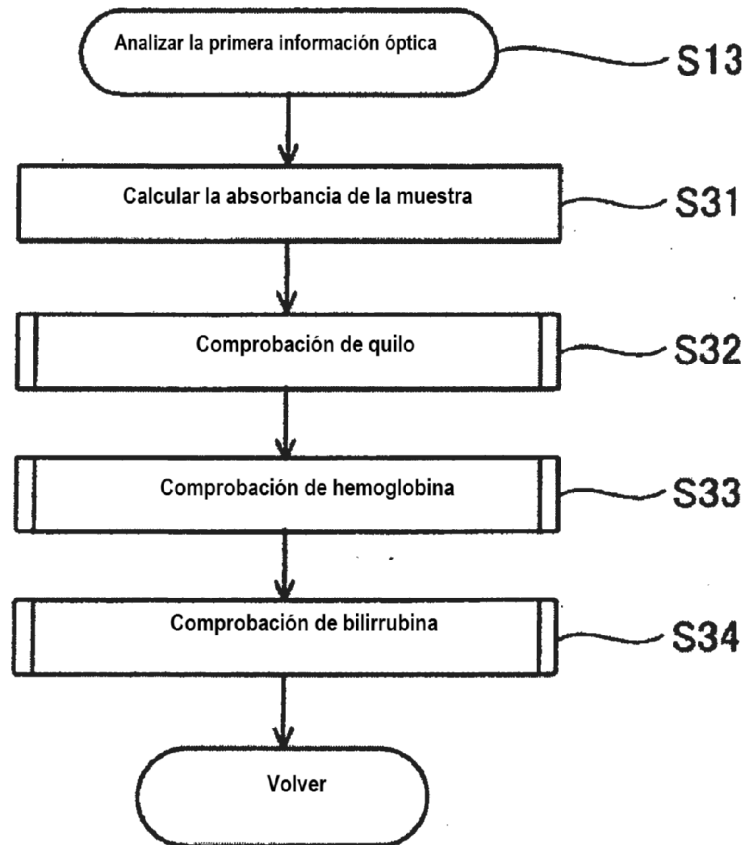 Analizar la primera información óptica
S13
Calcular la absorbancia de la muestra
S31
Comprobación de quilo
S32
Comprobación de hemoglobina
S33
Comprobación de bilirrubina
S34
Volver